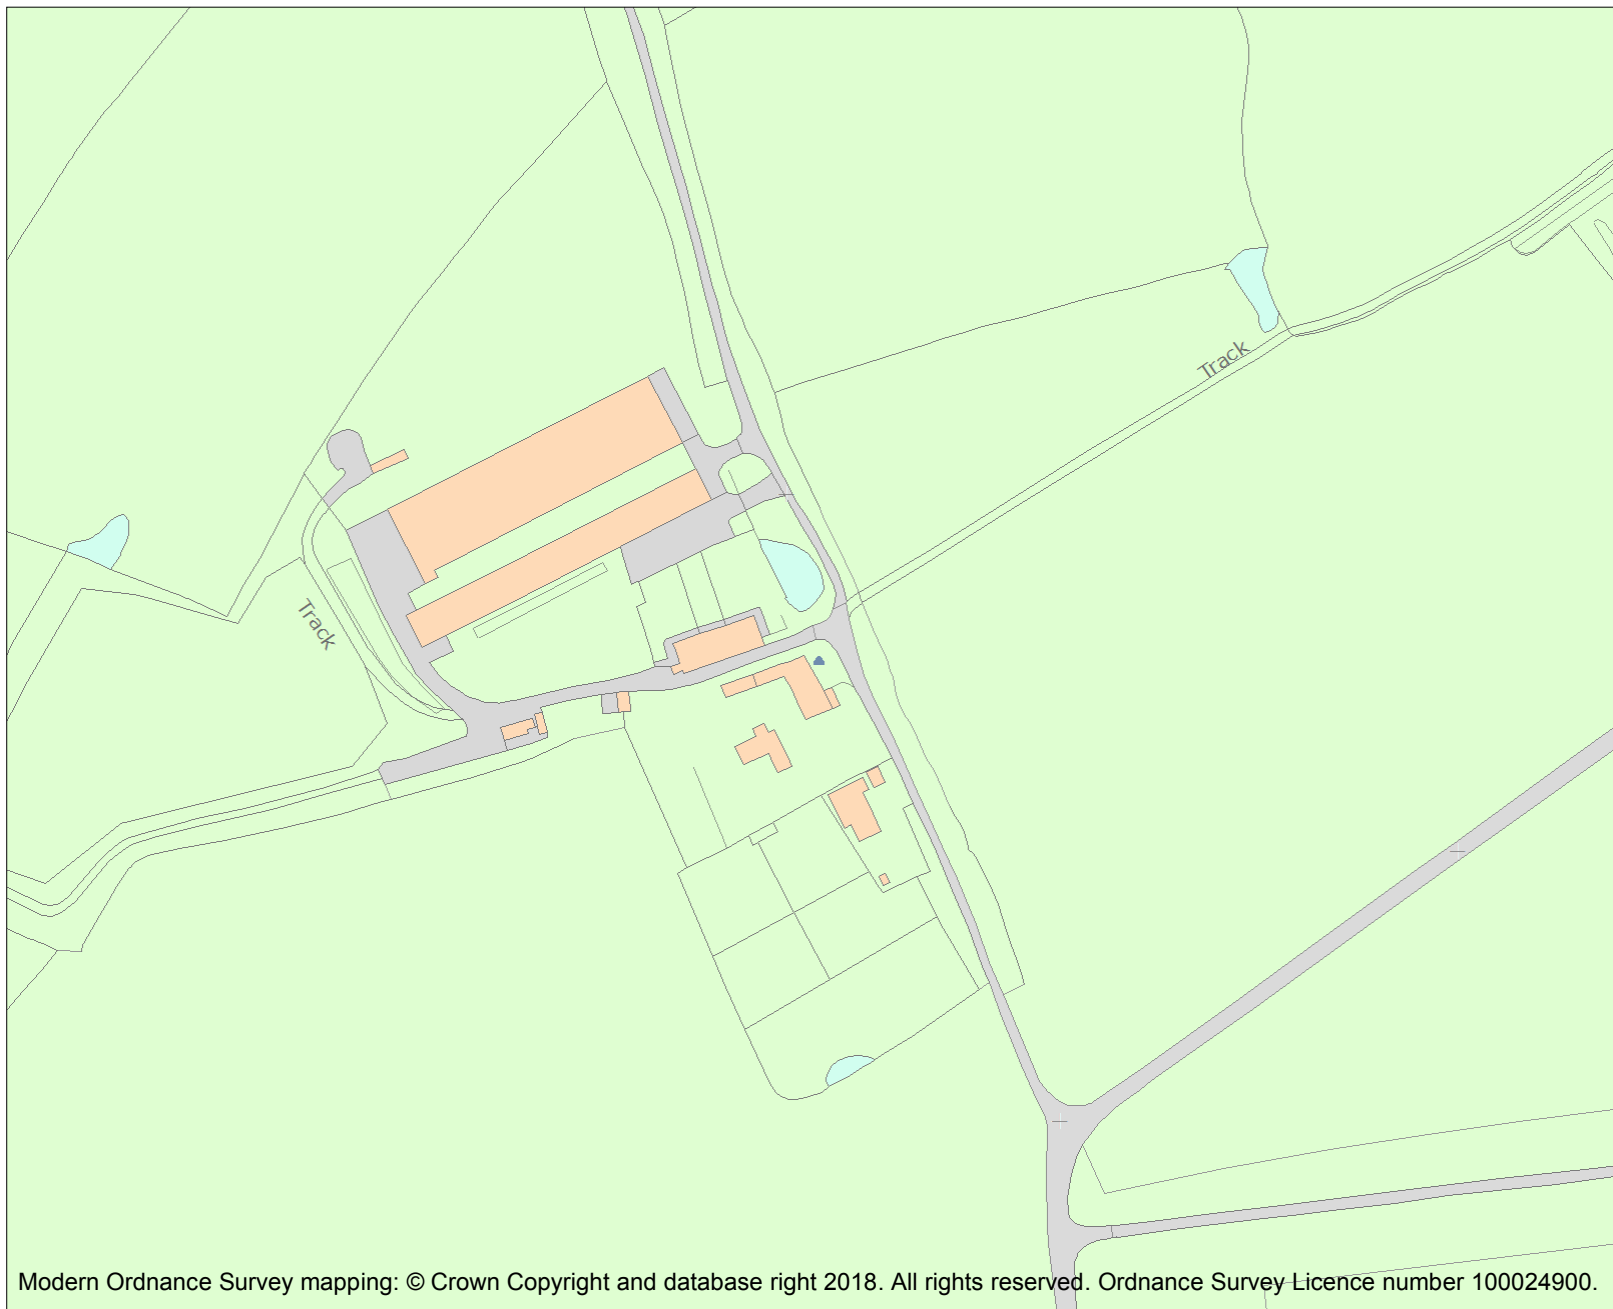 Track
Track
Modern Ordnance Survey mapping: © Crown Copyright and database right 2018. All rights reserved. Ordnance Survey Licence number 100024900.